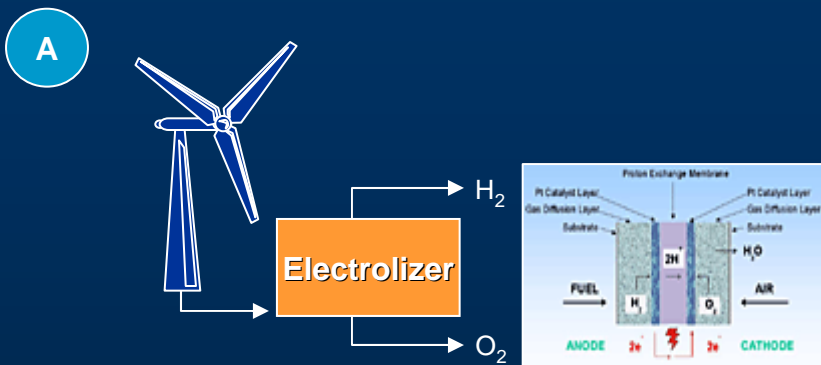 A
H2
Electrolizer
O2
Proton Exchange Membrane
Pt Catalyst Layer
Pt Catalyst Layer
Gas Diffusion Layer
Gas Diffusion Layer
Substrate
Substrate
H2O
2H+
FUEL
AIR
H2
O2
ANODE
2e-
2e-
CATHODE